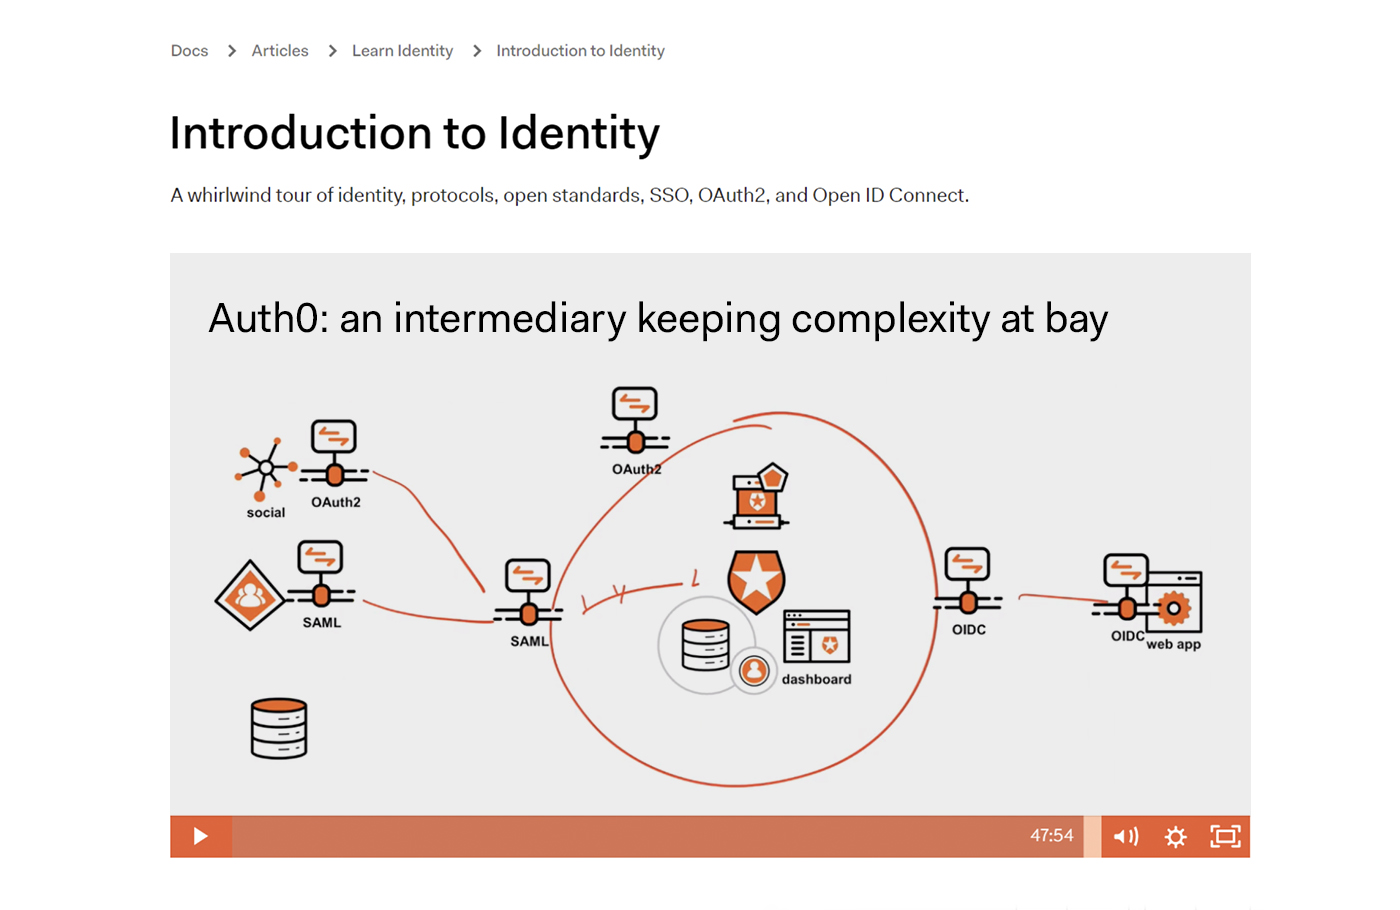 Docs > Articles > Learn Identity > Introduction to Identity
Introduction to Identity
A whirlwind tour of identity, protocols, open standards, SSO, OAuth2, and Open ID Connect.
Auth0: an intermediary keeping complexity at bay
OAuth2
social
OAuth2
SAML
SAML
dashboard
OIDC
OIDC
web app
47:54